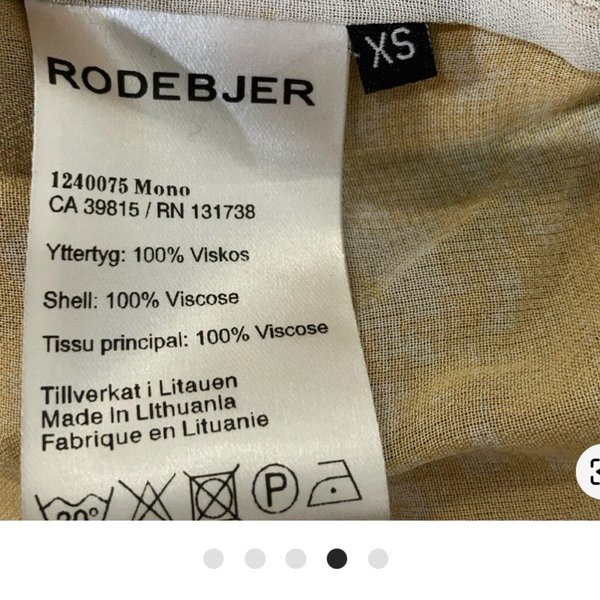 RODEBJER
XS
1240075 Mono
CA 39815 / RN 131738
Yttertyg: 100% Viskos
Shell: 100% Viscose
Tissu principal: 100% Viscose
Tillverkat i Litauen
Made In LIthuanIa
Fabrique en Lituanie
P